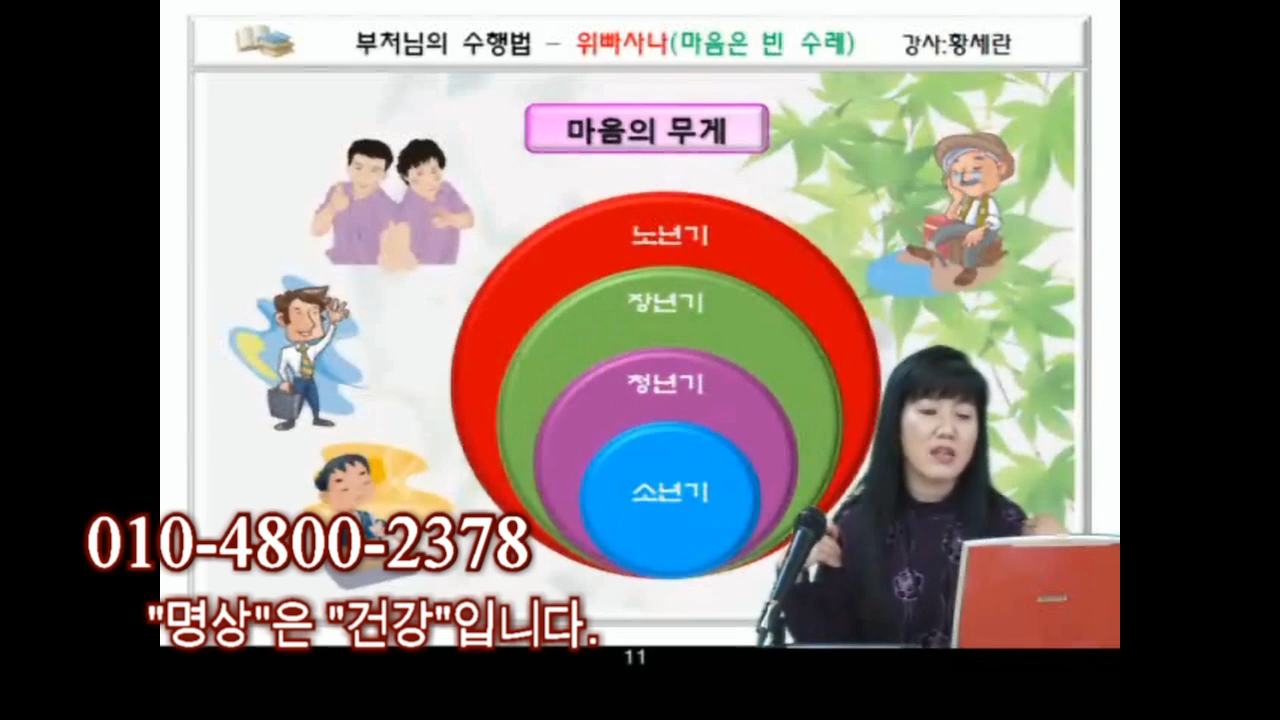 부처님의 수행법 – 위빠사나(마음은 빈 수레) 강사:황세란
마음의 무게
노년기
장년기
청년기
소년기
010-4800-2378
"명상"은 "건강"입니다.
11